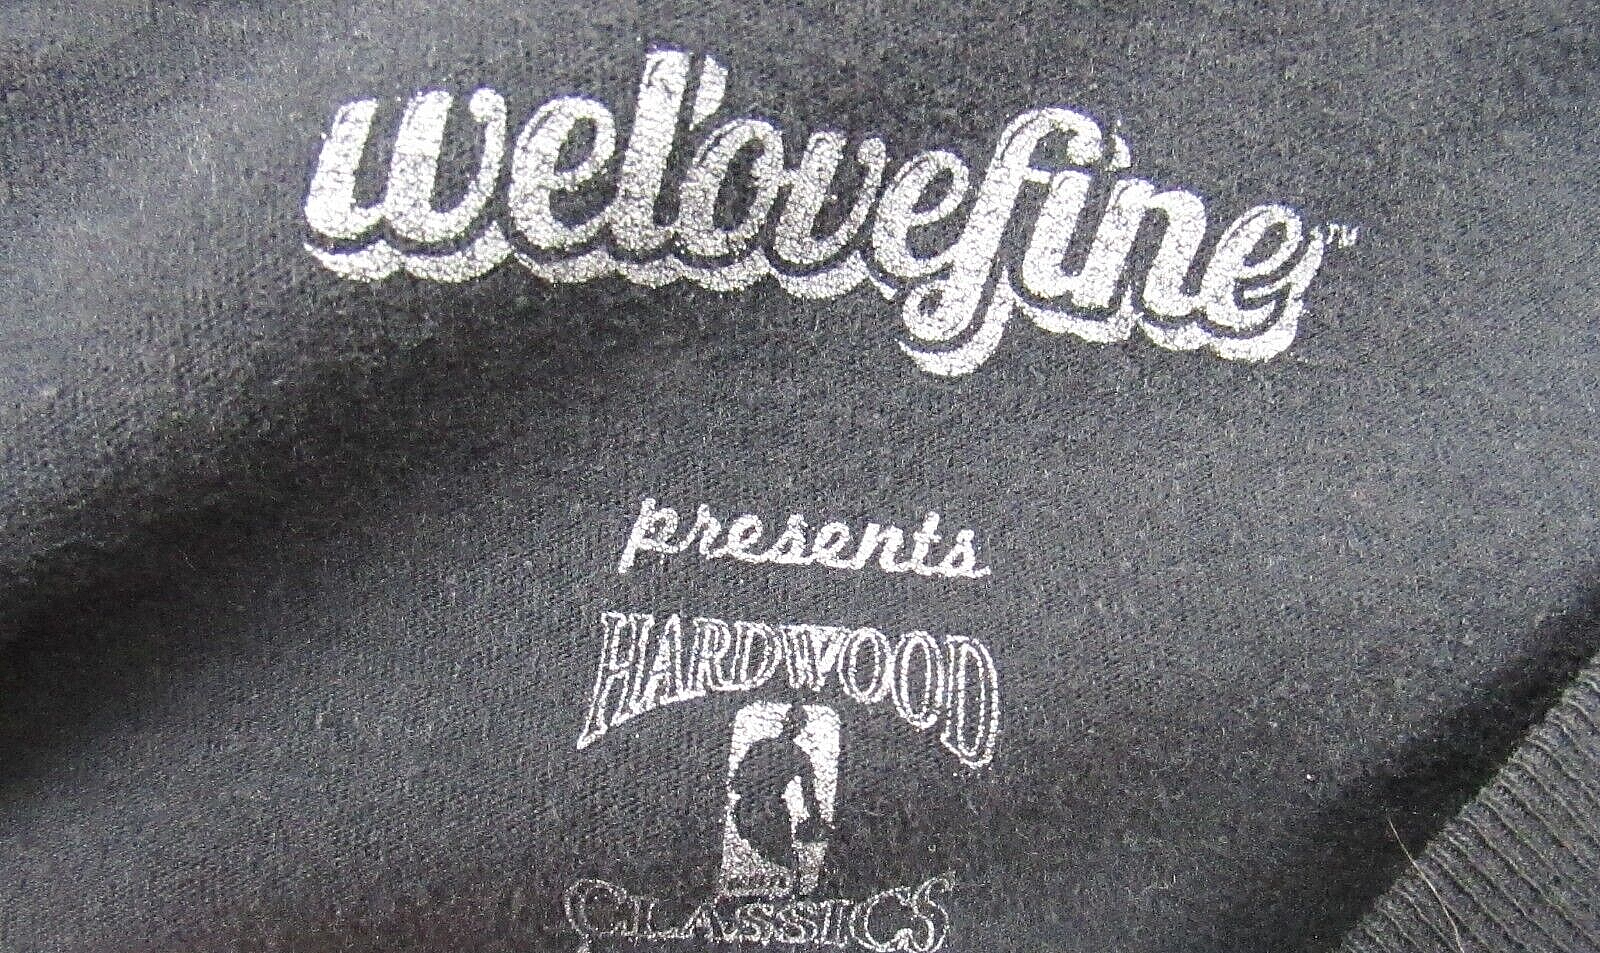 welovefine™
presents
HARDWOOD
CLASSICS